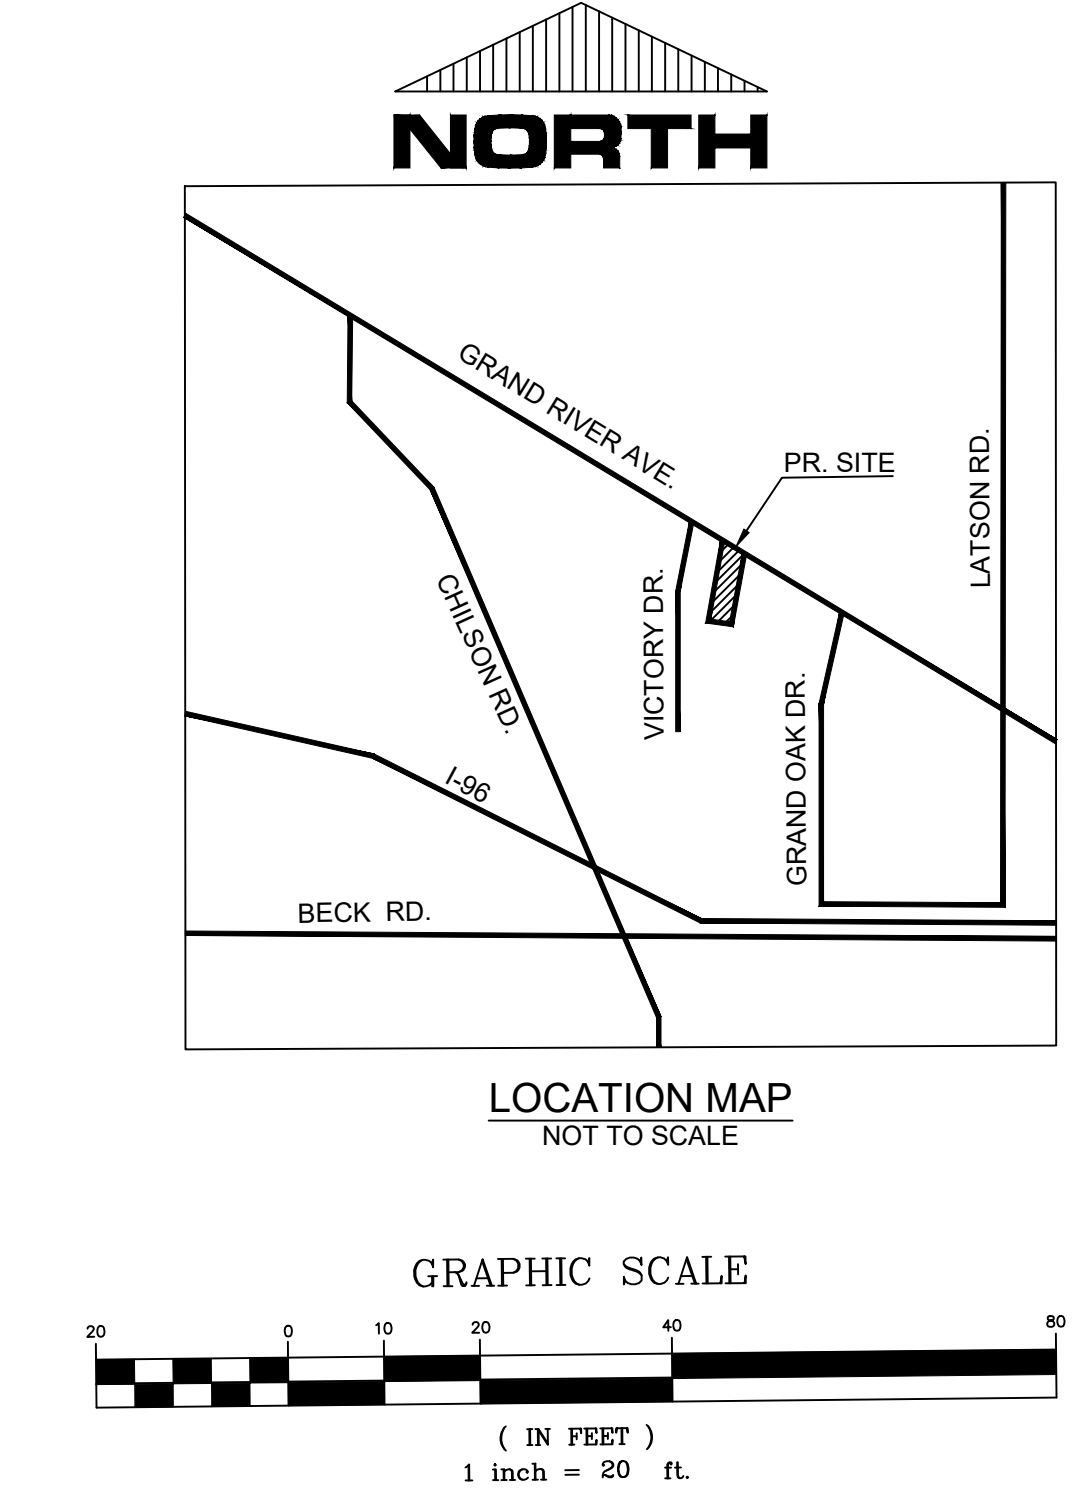 NORTH
GRAND RIVER AVE.
PR. SITE
LATSON RD.
CHILSON RD.
VICTORY DR.
GRAND OAK DR.
I-96
BECK RD.
LOCATION MAP
NOT TO SCALE
GRAPHIC SCALE
20 0 10 20 40 80
( IN FEET )
1 inch = 20 ft.